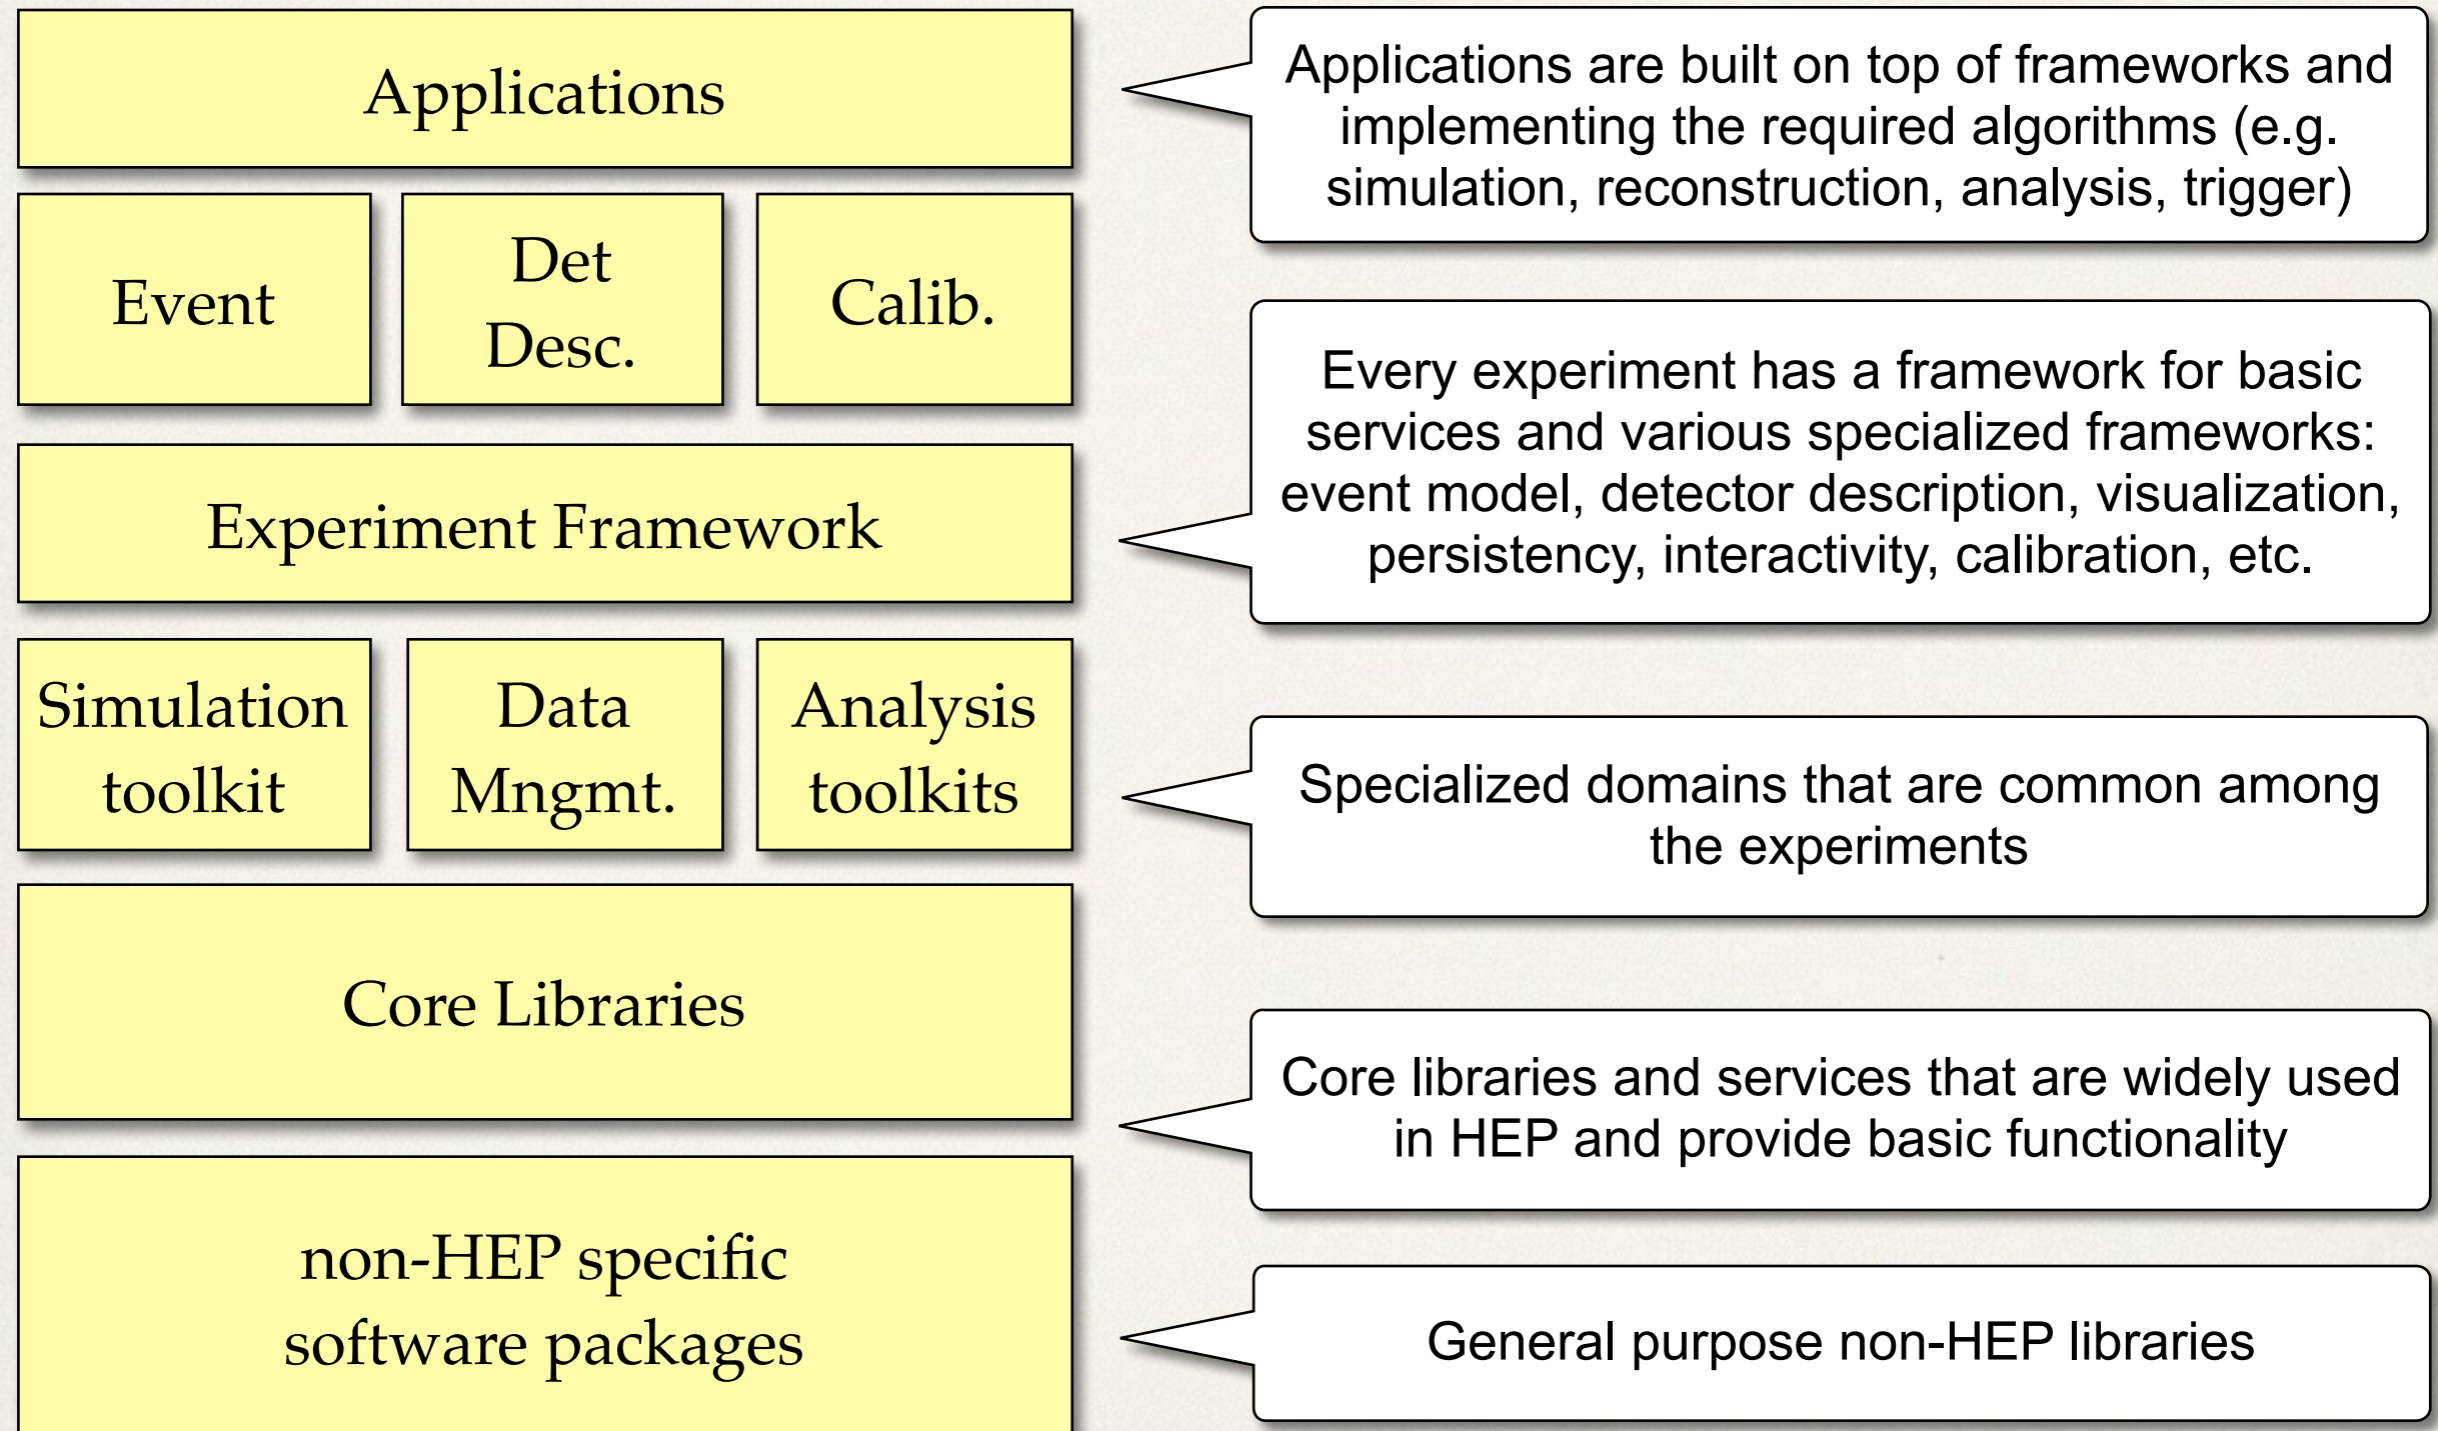 Applications
Applications are built on top of frameworks and
implementing the required algorithms (e.g.
simulation, reconstruction, analysis, trigger)
Event
Det
Desc.
Calib.
Experiment Framework
Every experiment has a framework for basic
services and various specialized frameworks:
event model, detector description, visualization,
persistency, interactivity, calibration, etc.
Simulation
toolkit
Data
Mngmt.
Analysis
toolkits
Specialized domains that are common among
the experiments
Core Libraries
Core libraries and services that are widely used
in HEP and provide basic functionality
non-HEP specific
software packages
General purpose non-HEP libraries